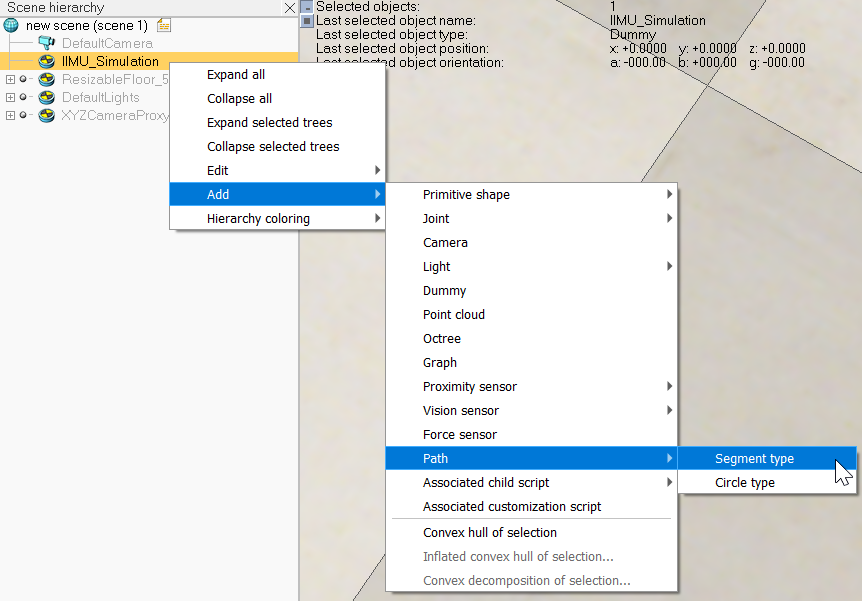 Scene hierarchy
new scene (scene 1)
DefaultCamera
IIMU_Simulation
ResizableFloor_5
DefaultLights
XYZCameraProxy
Selected objects: 1
Last selected object name: IIMU_Simulation
Last selected object type: Dummy
Last selected object position: x: +0.0000 y: +0.0000 z: +0.0000
Last selected object orientation: a: -000.00 b: +000.00 g: -000.00
Expand all
Collapse all
Expand selected trees
Collapse selected trees
Edit
Add
Hierarchy coloring
Primitive shape
Joint
Camera
Light
Dummy
Point cloud
Octree
Graph
Proximity sensor
Vision sensor
Force sensor
Path
Associated child script
Associated customization script
Convex hull of selection
Inflated convex hull of selection...
Convex decomposition of selection...
Segment type
Circle type